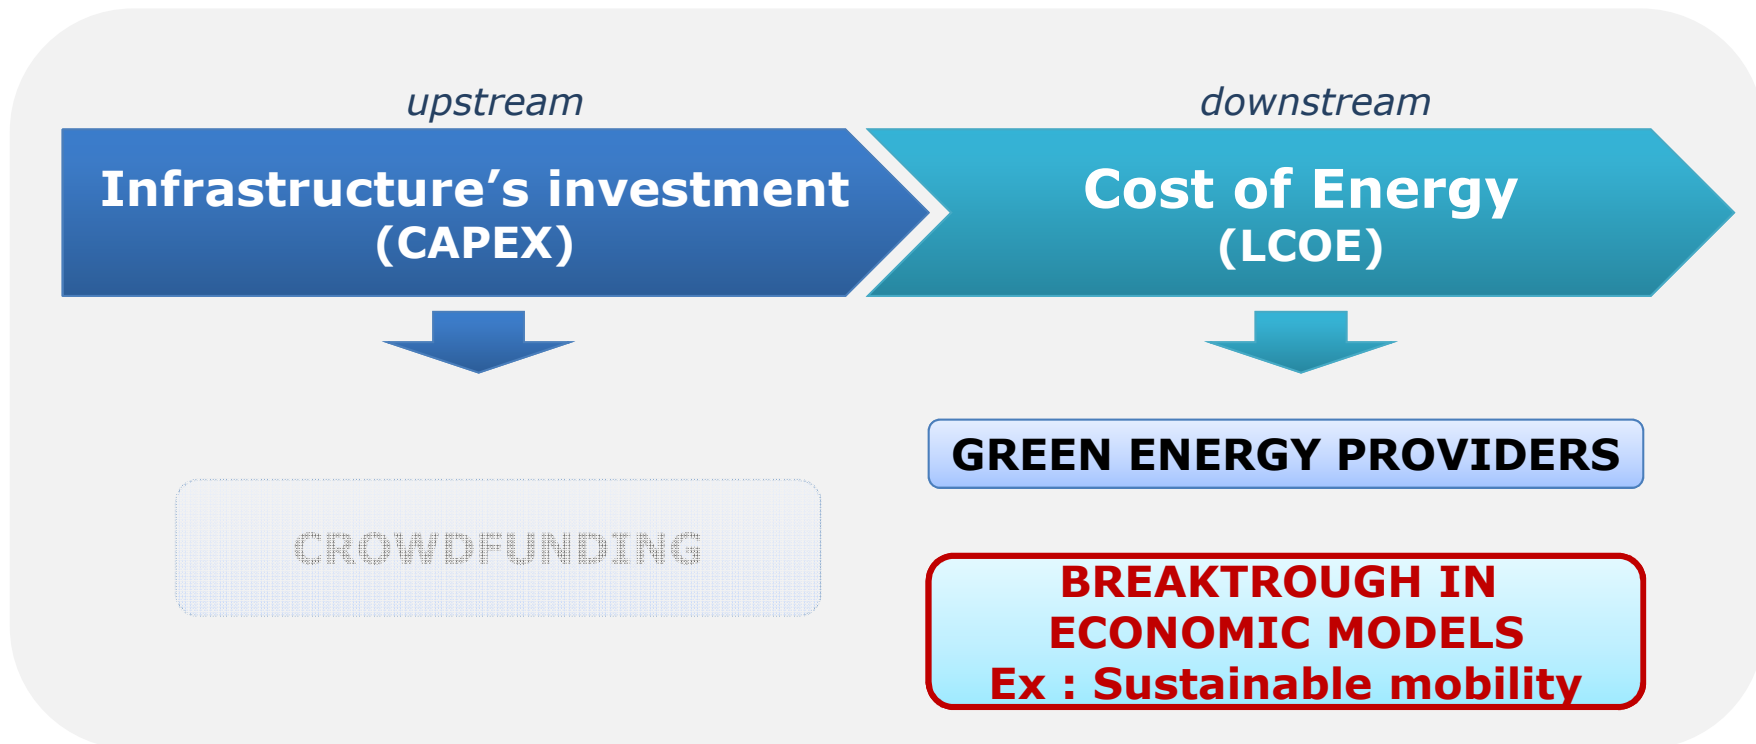 upstream
downstream
Infrastructure’s investment
(CAPEX)
Cost of Energy
(LCOE)
CROWDFUNDING
GREEN ENERGY PROVIDERS
BREAKTROUGH IN
ECONOMIC MODELS
Ex : Sustainable mobility